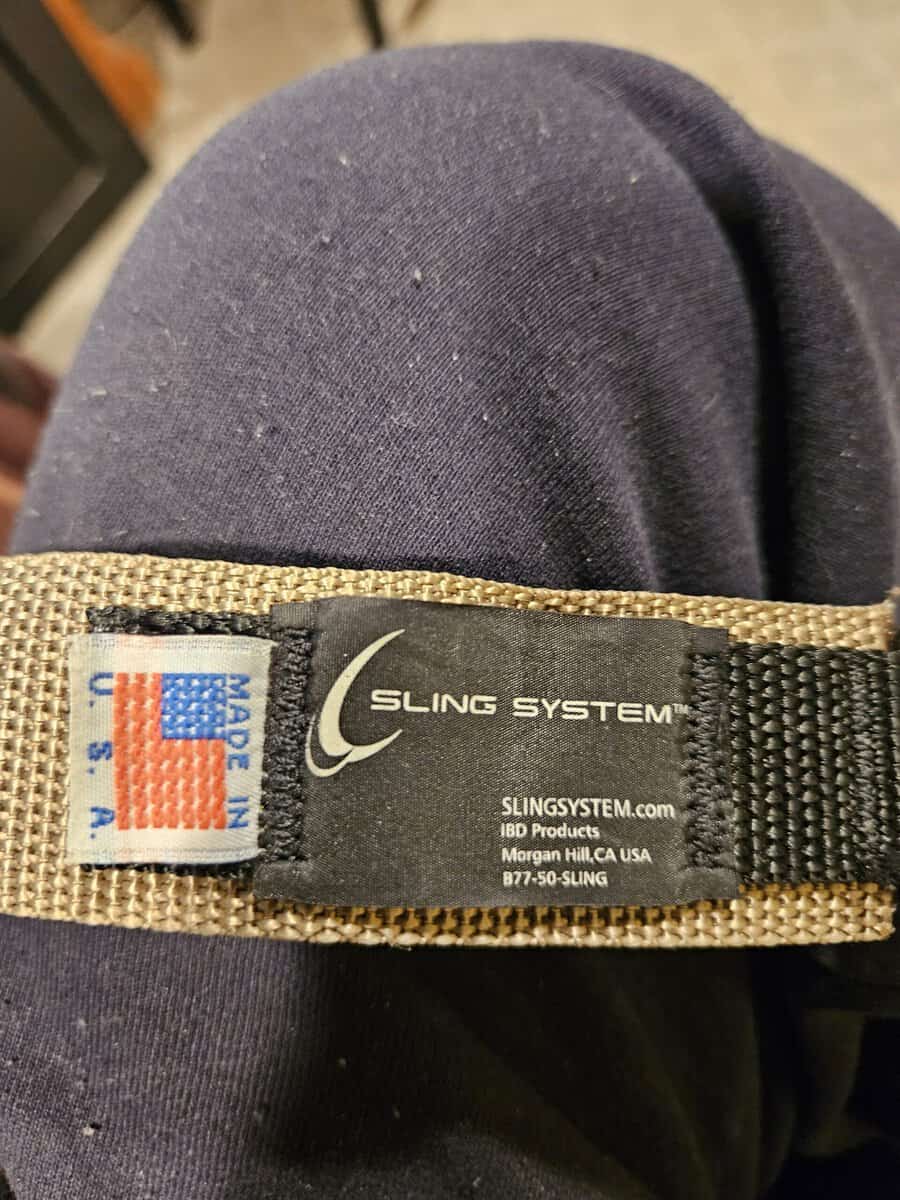 MADE IN
U. S. A.
SLING SYSTEM™
SLINGSYSTEM.com
IBD Products
Morgan Hill,CA USA
B77-50-SLING